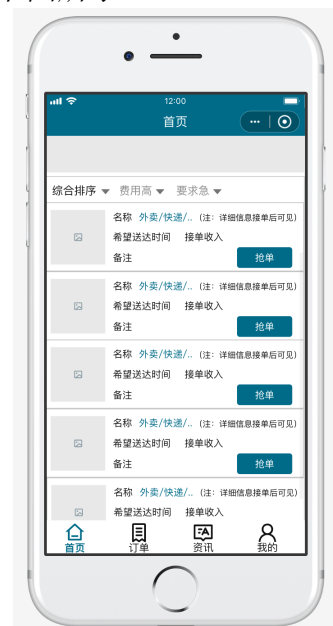 12:00
首页
综合排序 费用高 要求急
名称 外卖/快递/.. (注：详细信息接单后可见)
希望送达时间 接单收入
备注 抢单
名称 外卖/快递/.. (注：详细信息接单后可见)
希望送达时间 接单收入
备注 抢单
名称 外卖/快递/.. (注：详细信息接单后可见)
希望送达时间 接单收入
备注 抢单
名称 外卖/快递/.. (注：详细信息接单后可见)
希望送达时间 接单收入
备注 抢单
名称 外卖/快递/.. (注：详细信息接单后可见)
希望送达时间 接单收入
首页 订单 资讯 我的